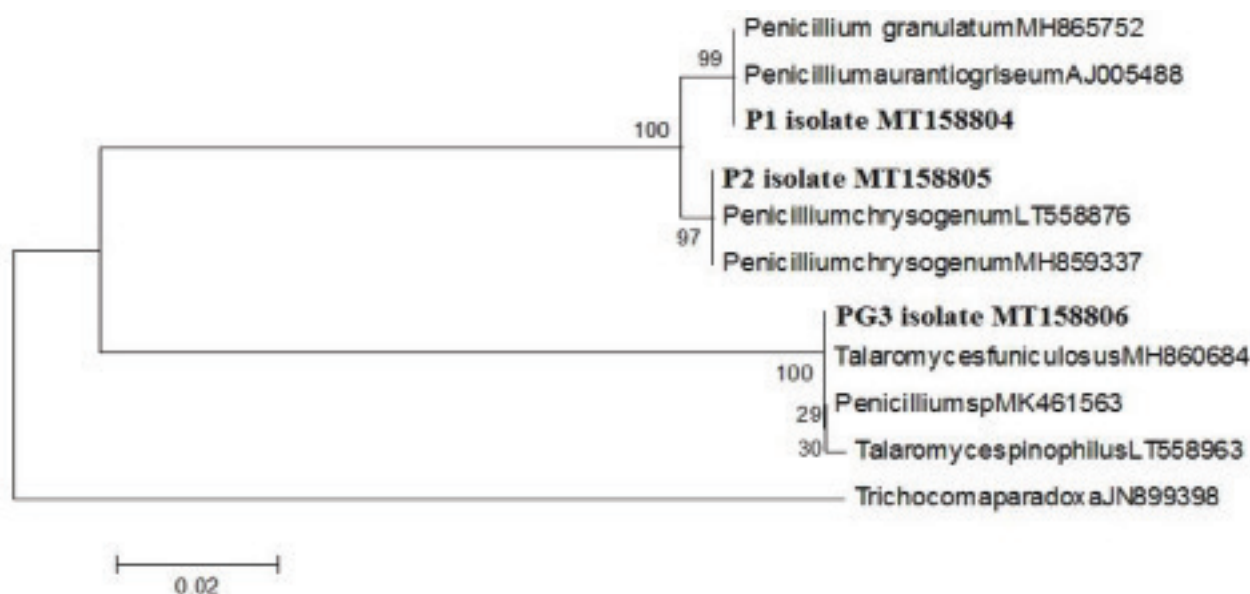 Penicillium granulatumMH865752
99
PenicilliumaurantiogriseumAJ005488
P1 isolate MT158804
100
P2 isolate MT158805
PenicilliumchrysogenumLT558876
97
PenicilliumchrysogenumMH859337
PG3 isolate MT158806
TalaromycesfuniculosusMH860684
100
PenicilliumspMK461563
29
30
TalaromycespinophilusLT558963
TrichocomaparadoxaJN899398
0.02